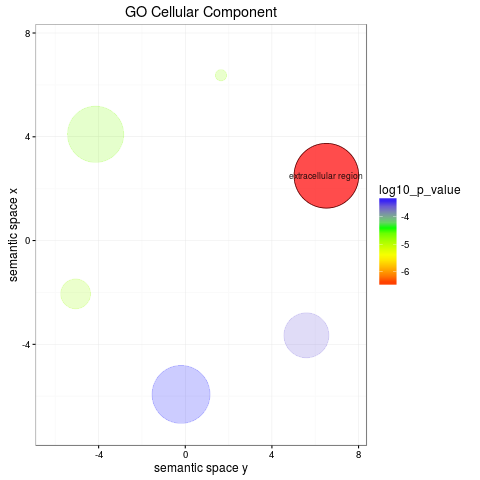 GO Cellular Component
8
4
0
-4
semantic space x
extracellular region
-4
0
4
8
semantic space y
log10_p_value
-4
-5
-6